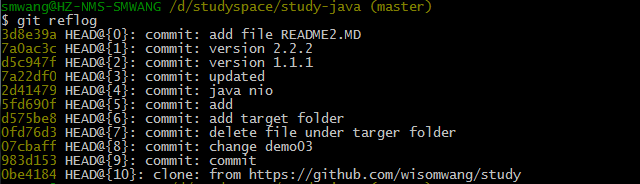 smwang@HZ-NMS-SMWANG /d/studyspace/study-java (master)
$ git reflog
3d8e39a HEAD@{0}: commit: add file README2.MD
7a0ac3c HEAD@{1}: commit: version 2.2.2
d5c947f HEAD@{2}: commit: version 1.1.1
7a22df0 HEAD@{3}: commit: updated
2d41479 HEAD@{4}: commit: java nio
5fd690f HEAD@{5}: commit: add
d575be8 HEAD@{6}: commit: add target folder
0fd76d3 HEAD@{7}: commit: delete file under targer folder
07cbaff HEAD@{8}: commit: change demo03
983d153 HEAD@{9}: commit: commit
0be4184 HEAD@{10}: clone: from https://github.com/wisomwang/study